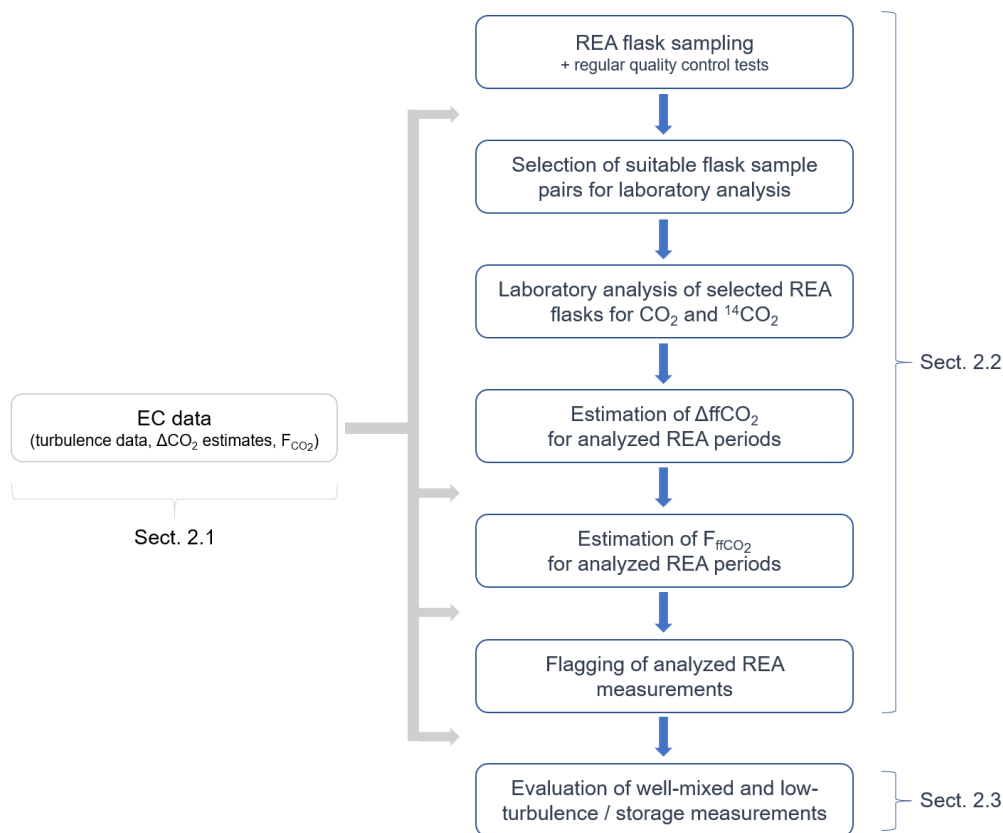 REA flask sampling
+ regular quality control tests
Selection of suitable flask sample
pairs for laboratory analysis
Laboratory analysis of selected REA
flasks for CO₂ and ¹⁴CO₂
Sect. 2.2
EC data
(turbulence data, ΔCO₂ estimates, F_CO₂)
Sect. 2.1
Estimation of ΔffCO₂
for analyzed REA periods
Estimation of F_ffCO₂
for analyzed REA periods
Flagging of analyzed REA
measurements
Evaluation of well-mixed and low-
turbulence / storage measurements
Sect. 2.3